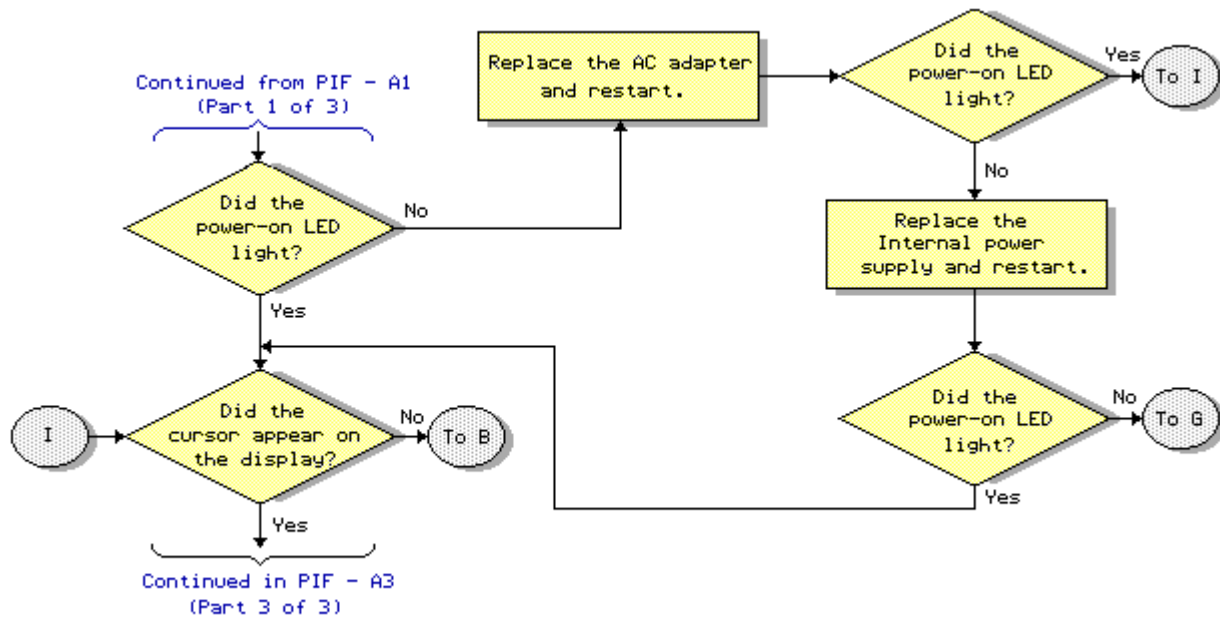 Continued from PIF - A1
(Part 1 of 3)
Did the
power-on LED
light?
No
Yes
Replace the AC adapter
and restart.
Did the
power-on LED
light?
Yes
To I
No
Replace the
Internal power
supply and restart.
Did the
power-on LED
light?
No
To G
Yes
I
Did the
cursor appear on
the display?
No
To B
Yes
Continued in PIF - A3
(Part 3 of 3)